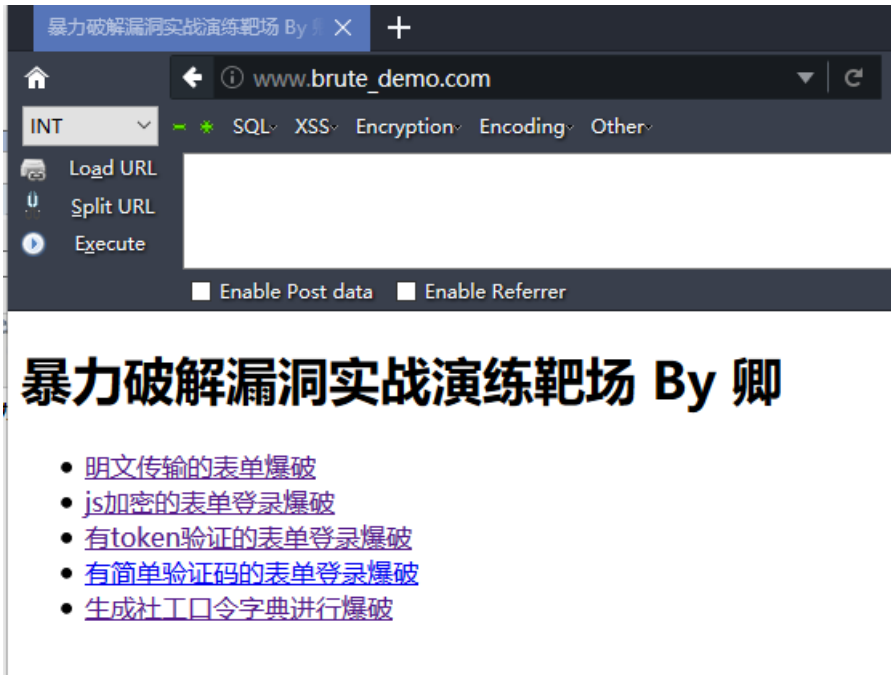 暴力破解漏洞实战演练靶场 By
www.brute_demo.com
INT SQL XSS Encryption Encoding Other
Load URL
Split URL
Execute
Enable Post data Enable Referrer
暴力破解漏洞实战演练靶场 By 卿
明文传输的表单爆破
js加密的表单登录爆破
有token验证的表单登录爆破
有简单验证码的表单登录爆破
生成社工口令字典进行爆破